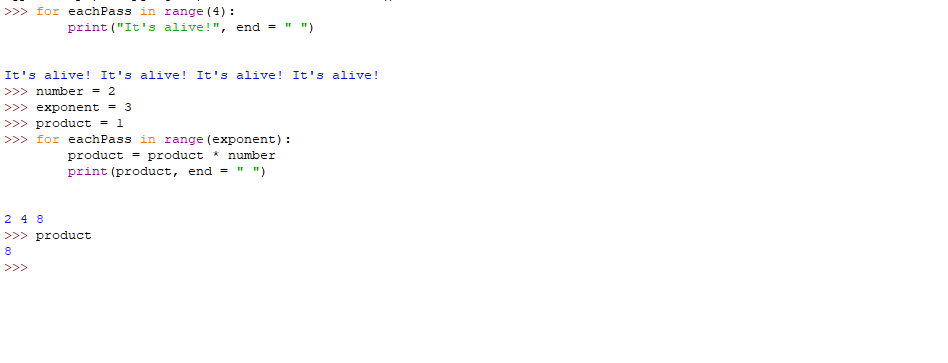 >>> for eachPass in range(4):
        print("It's alive!", end = " ")
It's alive! It's alive! It's alive! It's alive!
>>> number = 2
>>> exponent = 3
>>> product = 1
>>> for eachPass in range(exponent):
        product = product * number
        print(product, end = " ")
2 4 8
>>> product
8
>>>